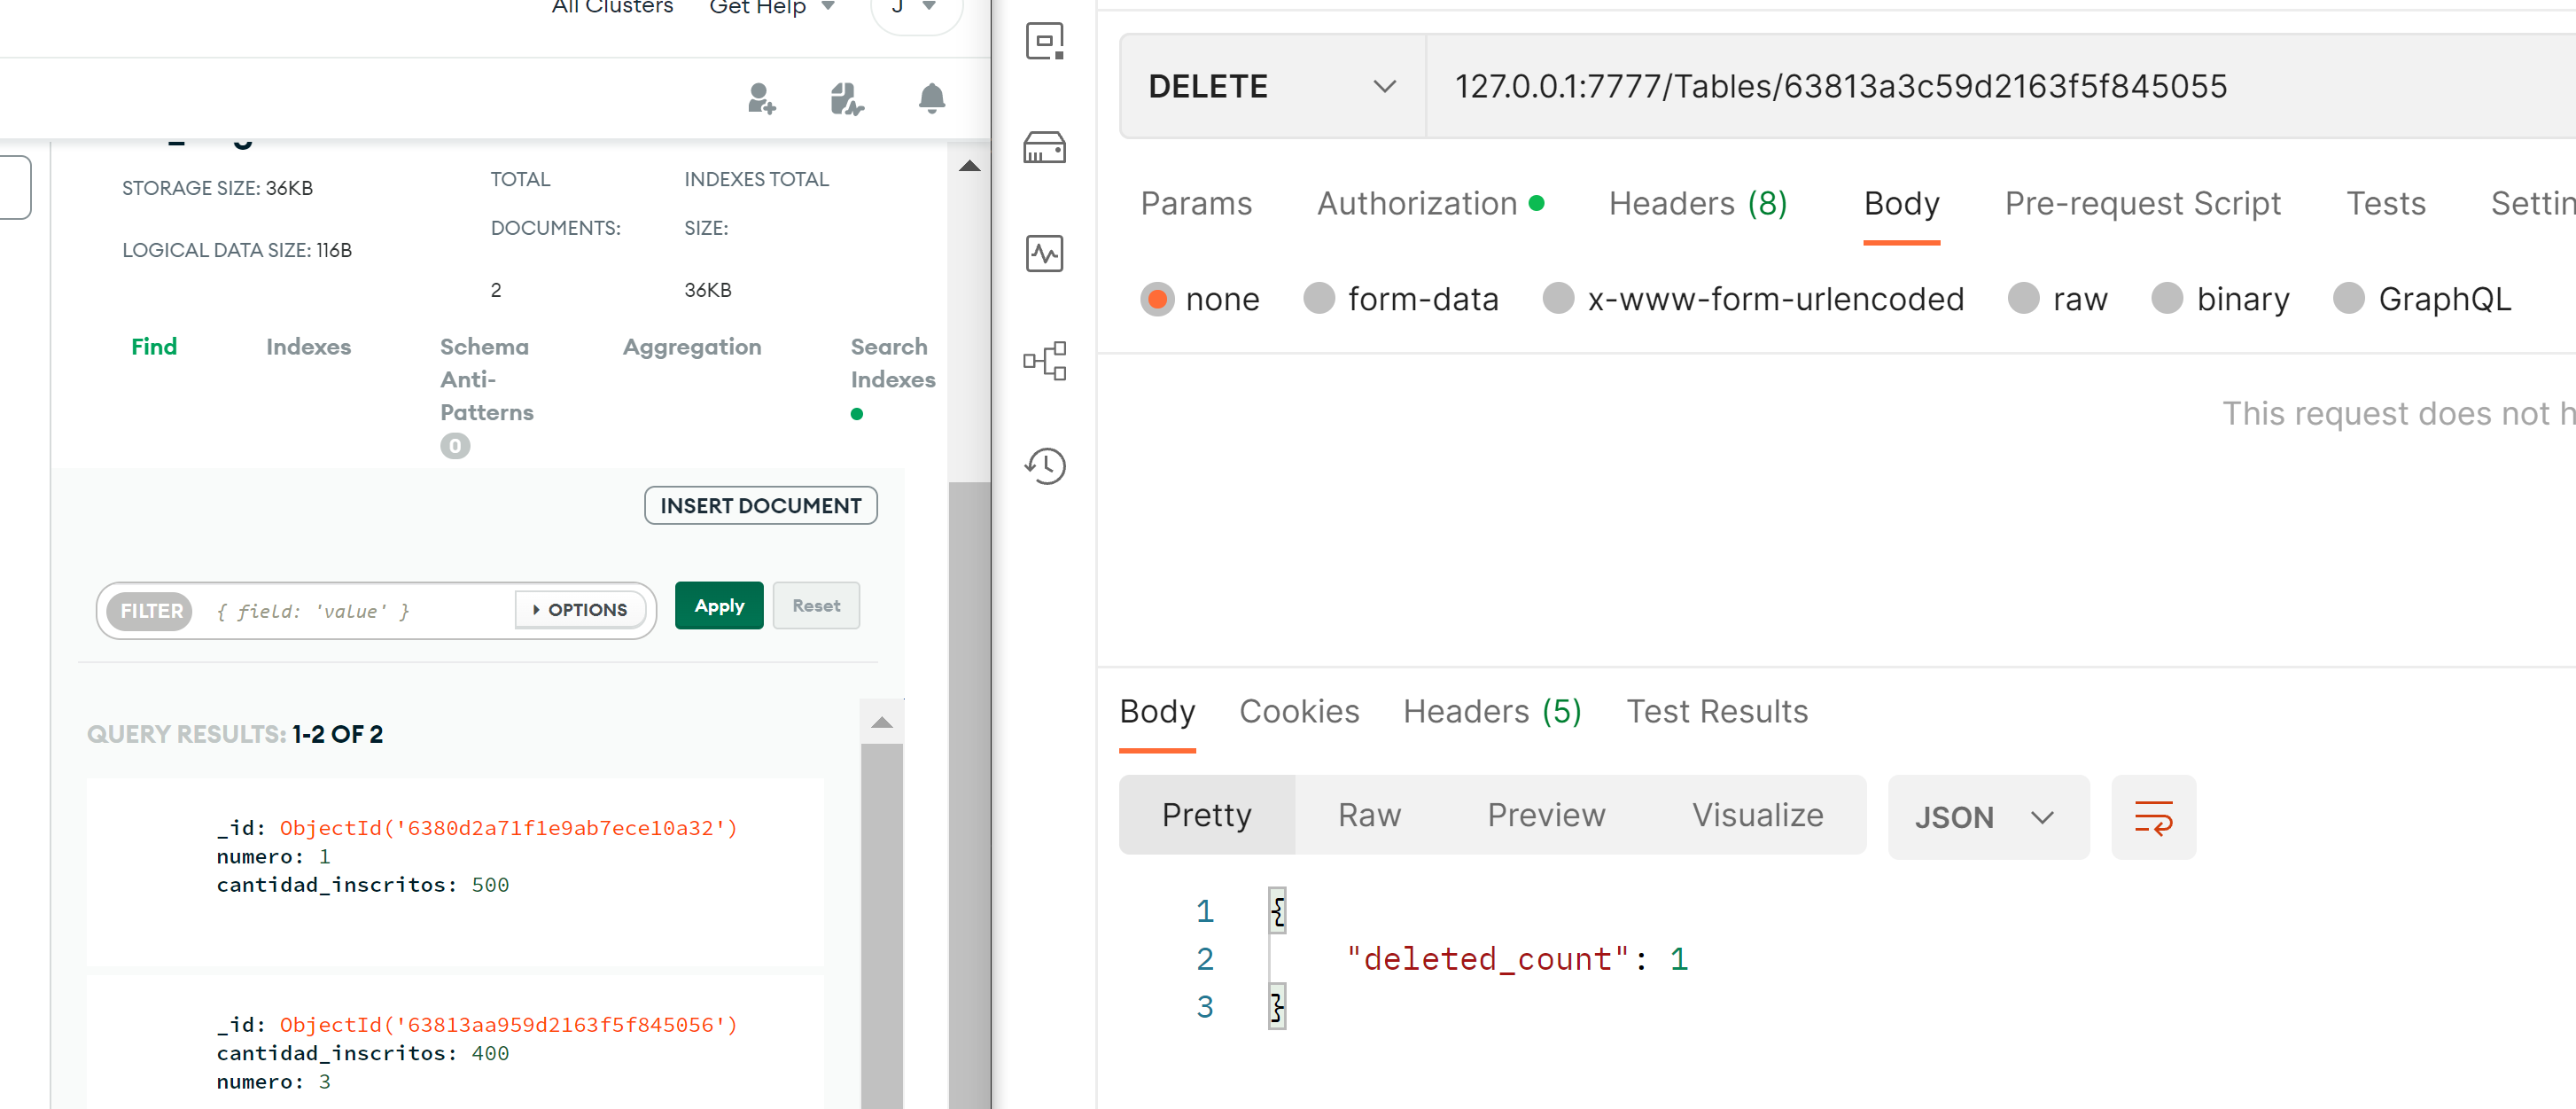 All Clusters Get Help J
STORAGE SIZE: 36KB
LOGICAL DATA SIZE: 116B
TOTAL
DOCUMENTS:
2
INDEXES TOTAL
SIZE:
36KB
Find
Indexes
Schema
Anti-
Patterns
0
Aggregation
Search
Indexes
INSERT DOCUMENT
FILTER { field: 'value' } OPTIONS Apply Reset
QUERY RESULTS: 1-2 OF 2
_id: ObjectId('6380d2a71f1e9ab7ece10a32')
numero: 1
cantidad_inscritos: 500
_id: ObjectId('63813aa959d2163f5f845056')
cantidad_inscritos: 400
numero: 3
DELETE 127.0.0.1:7777/Tables/63813a3c59d2163f5f845055
Params Authorization Headers (8) Body Pre-request Script Tests Settin
none form-data x-www-form-urlencoded raw binary GraphQL
This request does not h
Body Cookies Headers (5) Test Results
Pretty Raw Preview Visualize JSON
1 {
2 "deleted_count": 1
3 }